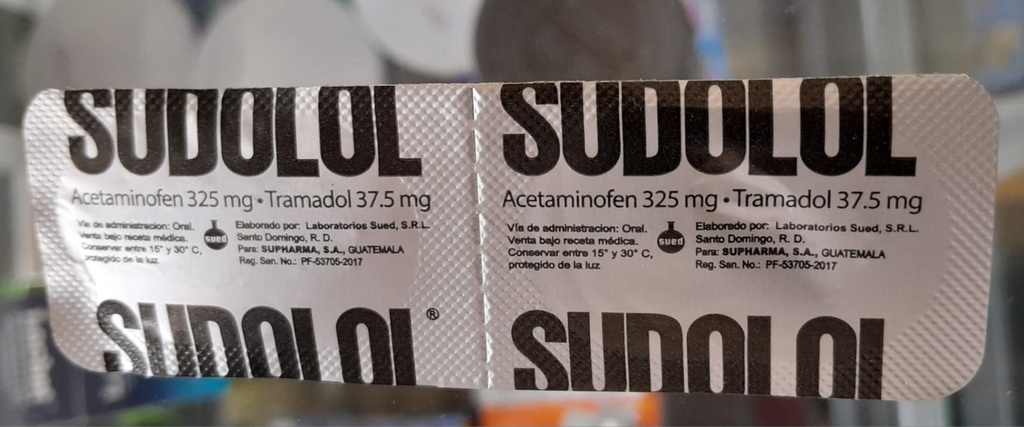 SUDOLOL
Acetaminofen 325 mg • Tramadol 37.5 mg
Vía de administracion: Oral.
Venta bajo receta médica.
Conservar entre 15° y 30° C,
protegido de la luz
sued
Elaborado por: Laboratorios Sued, S.R.L.
Santo Domingo, R. D.
Para: SUPHARMA, S.A., GUATEMALA
Reg. San. No.: PF-53705-2017
SUDOLOL®
SUDOLOL
Acetaminofen 325 mg • Tramadol 37.5 mg
Vía de administracion: Oral.
Venta bajo receta médica.
Conservar entre 15° y 30° C,
protegido de la luz
sued
Elaborado por: Laboratorios Sued, S.R.L.
Santo Domingo, R. D.
Para: SUPHARMA, S.A., GUATEMALA
Reg. San. No.: PF-53705-2017
SUDOLOL